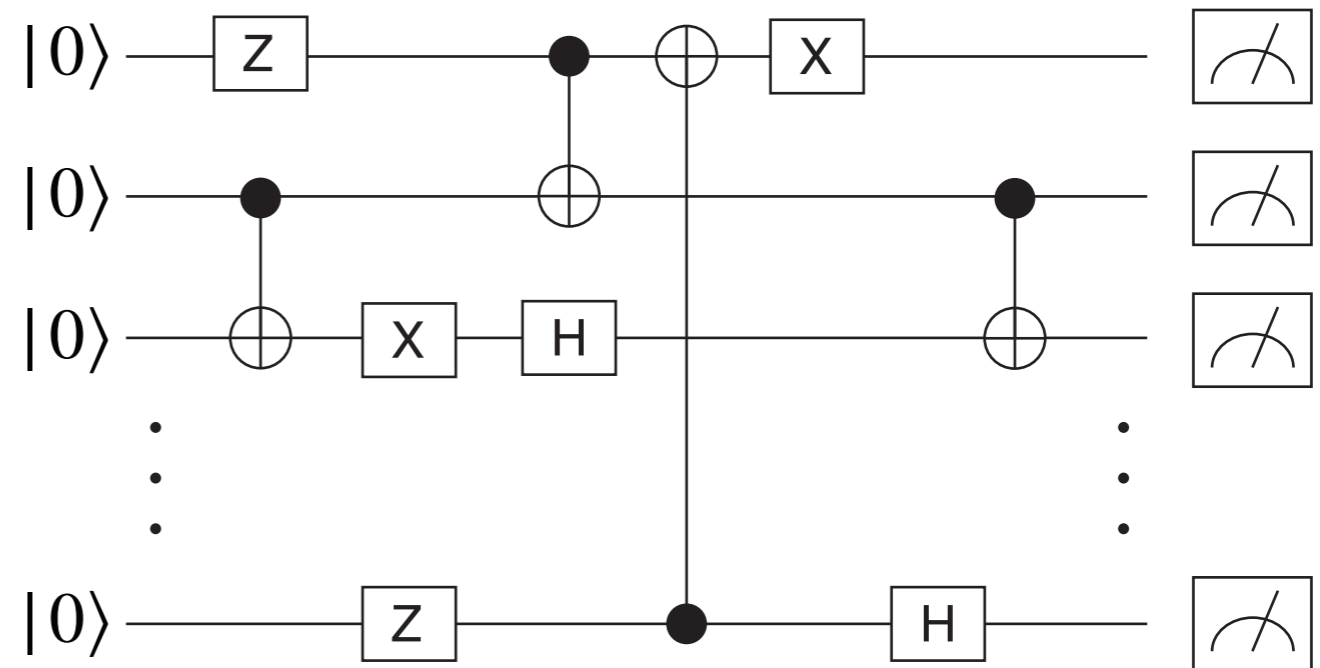 |0⟩ Z X
|0⟩
|0⟩ X H
|0⟩ Z H